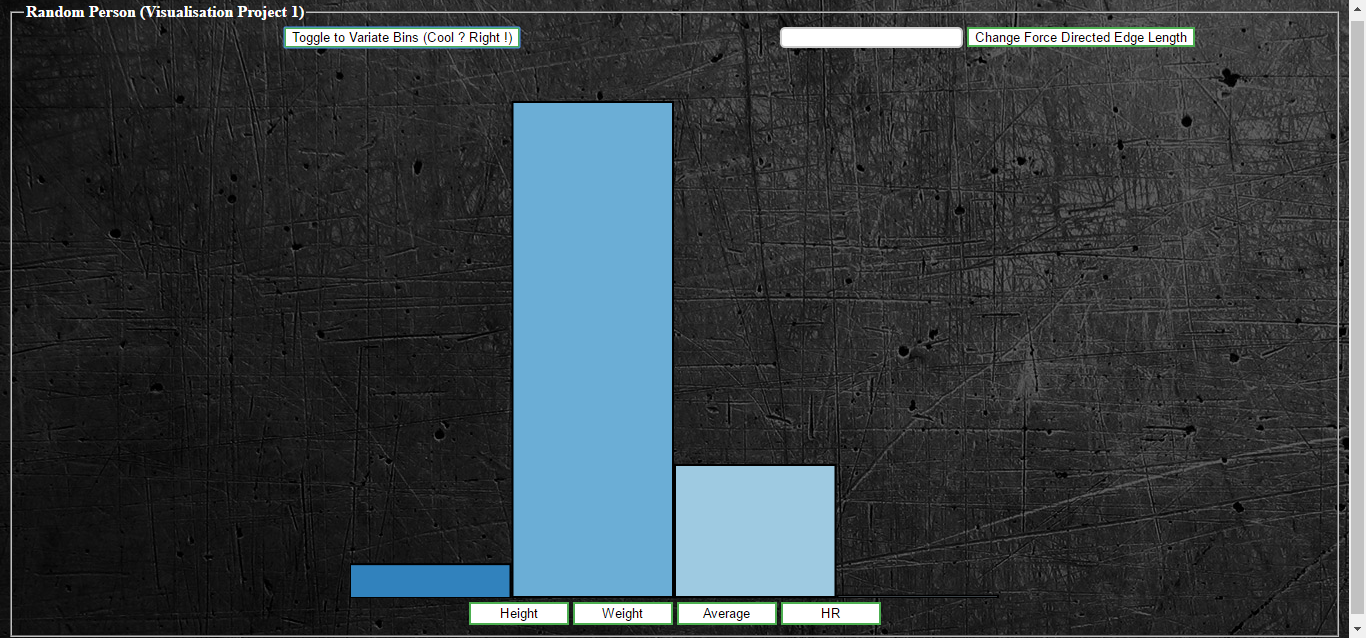 Random Person (Visualisation Project 1)
Toggle to Variate Bins (Cool ? Right !)
Change Force Directed Edge Length
Height
Weight
Average
HR